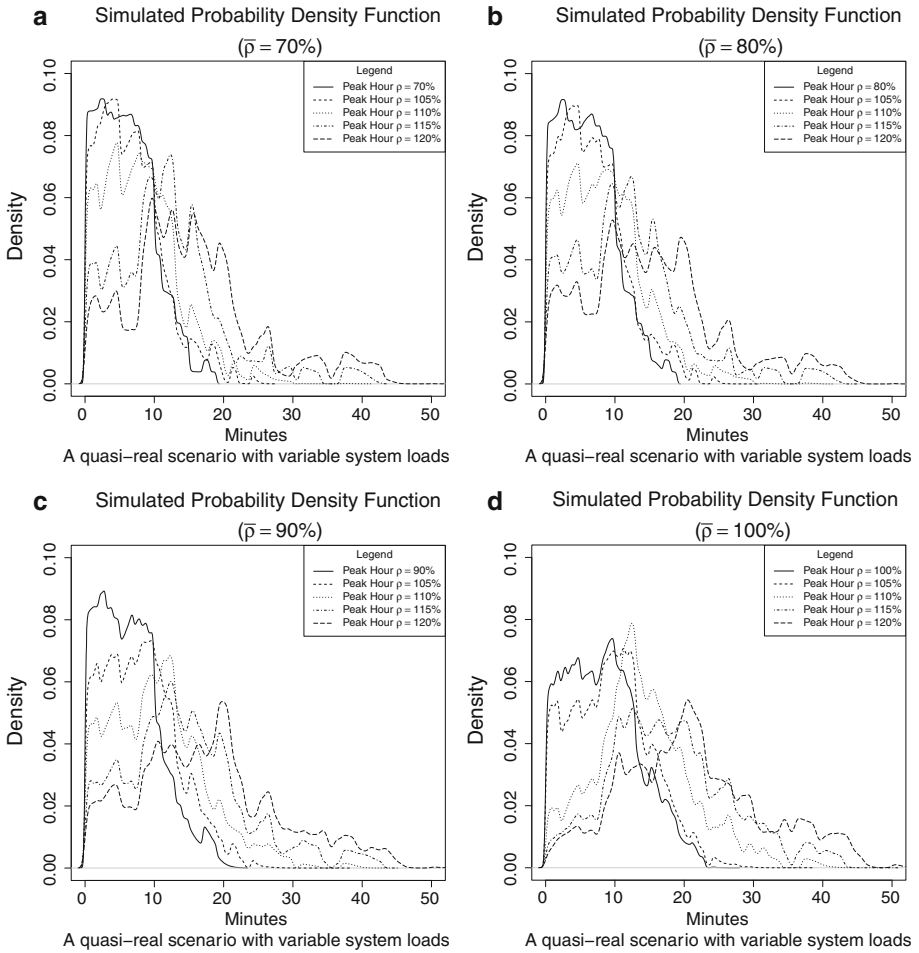 a Simulated Probability Density Function
(ρ̅ = 70%)
Legend
Peak Hour ρ = 70%
Peak Hour ρ = 105%
Peak Hour ρ = 110%
Peak Hour ρ = 115%
Peak Hour ρ = 120%
Density
0.00 0.02 0.04 0.06 0.08 0.10
0 10 20 30 40 50
Minutes
A quasi−real scenario with variable system loads
b Simulated Probability Density Function
(ρ̅ = 80%)
Legend
Peak Hour ρ = 80%
Peak Hour ρ = 105%
Peak Hour ρ = 110%
Peak Hour ρ = 115%
Peak Hour ρ = 120%
Density
0.00 0.02 0.04 0.06 0.08 0.10
0 10 20 30 40 50
Minutes
A quasi−real scenario with variable system loads
c Simulated Probability Density Function
(ρ̅ = 90%)
Legend
Peak Hour ρ = 90%
Peak Hour ρ = 105%
Peak Hour ρ = 110%
Peak Hour ρ = 115%
Peak Hour ρ = 120%
Density
0.00 0.02 0.04 0.06 0.08 0.10
0 10 20 30 40 50
Minutes
A quasi−real scenario with variable system loads
d Simulated Probability Density Function
(ρ̅ = 100%)
Legend
Peak Hour ρ = 100%
Peak Hour ρ = 105%
Peak Hour ρ = 110%
Peak Hour ρ = 115%
Peak Hour ρ = 120%
Density
0.00 0.02 0.04 0.06 0.08 0.10
0 10 20 30 40 50
Minutes
A quasi−real scenario with variable system loads